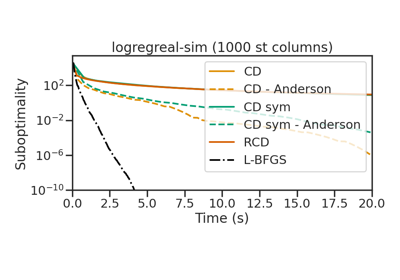 logregreal-sim (1000 st columns)
Suboptimality
10²
10⁻²
10⁻⁶
10⁻¹⁰
CD
CD - Anderson
CD sym
CD sym - Anderson
RCD
L-BFGS
0.0 2.5 5.0 7.5 10.0 12.5 15.0 17.5 20.0
Time (s)